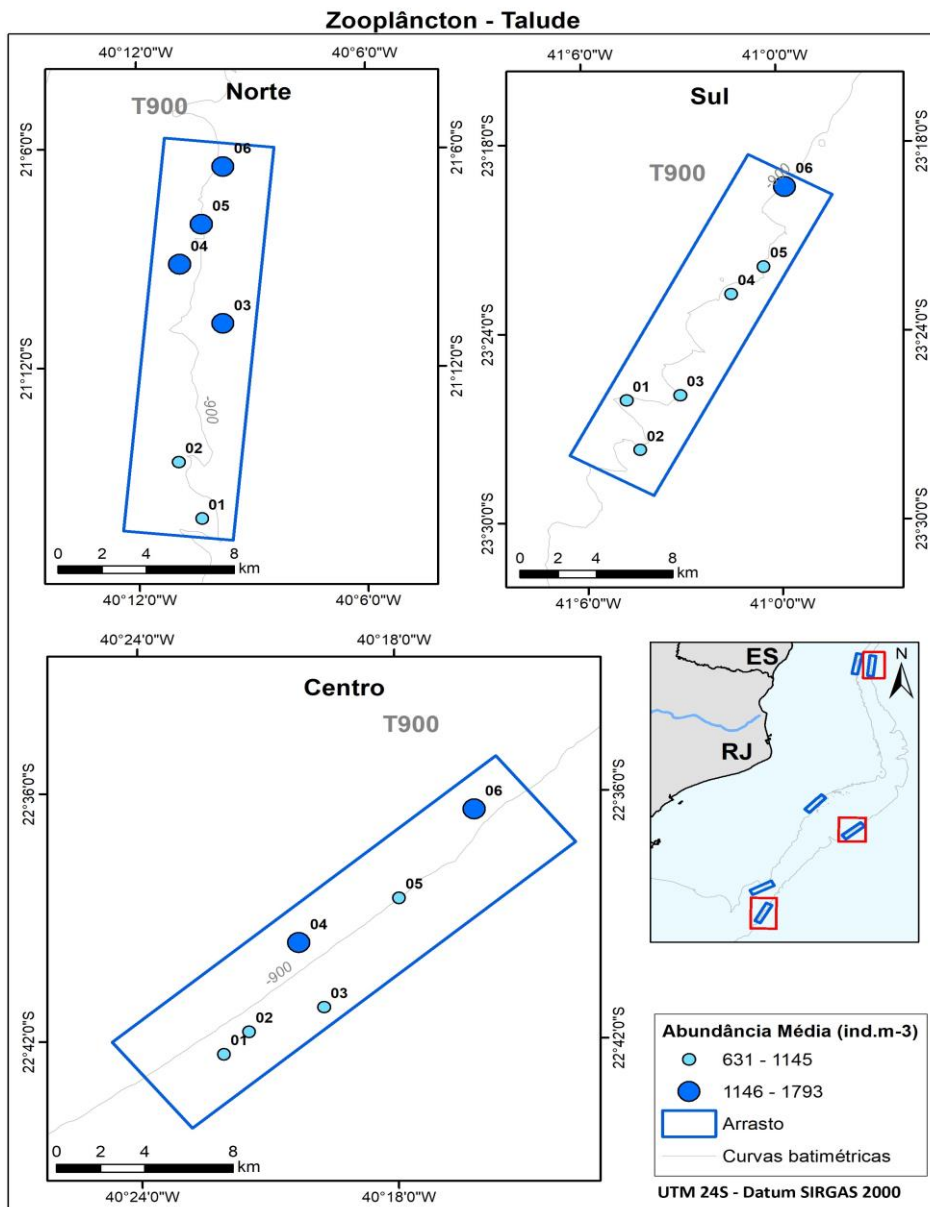 Zooplâncton - Talude
40°12'0"W
40°6'0"W
Norte
T900
21°6'0"S
21°6'0"S
06
05
04
03
21°12'0"S
21°12'0"S
-900
02
01
0 2 4 8
km
40°12'0"W
40°6'0"W
41°6'0"W
41°0'0"W
Sul
23°18'0"S
23°18'0"S
T900
-900
06
05
04
23°24'0"S
23°24'0"S
01
03
02
23°30'0"S
23°30'0"S
0 2 4 8
km
41°6'0"W
41°0'0"W
40°24'0"W
40°18'0"W
Centro
T900
22°36'0"S
22°36'0"S
06
05
04
-900
03
02
01
22°42'0"S
22°42'0"S
0 2 4 8
km
40°24'0"W
40°18'0"W
ES
N
RJ
Abundância Média (ind.m-3)
631 - 1145
1146 - 1793
Arrasto
Curvas batimétricas
UTM 24S - Datum SIRGAS 2000